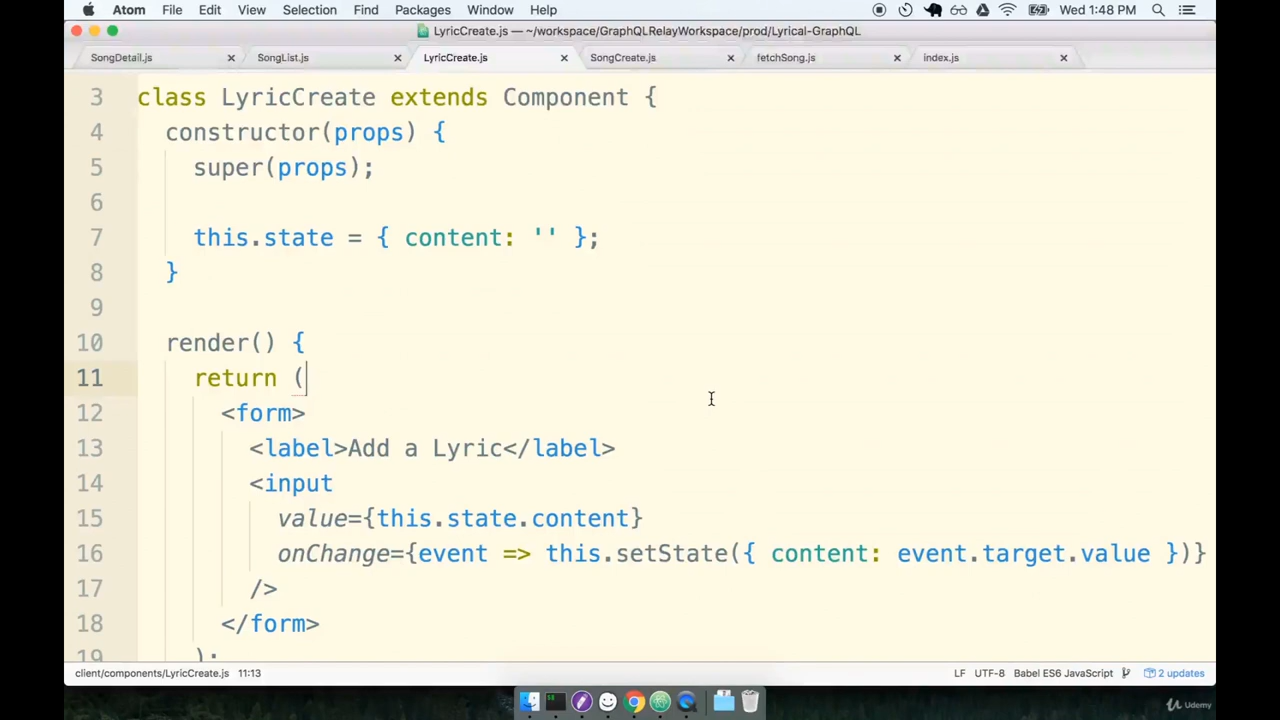 Atom File Edit View Selection Find Packages Window Help Wed 1:48 PM
LyricCreate.js — ~/workspace/GraphQLRelayWorkspace/prod/Lyrical-GraphQL
SongDetail.js SongList.js LyricCreate.js SongCreate.js fetchSong.js index.js
3 class LyricCreate extends Component {
4 constructor(props) {
5 super(props);
6
7 this.state = { content: '' };
8 }
9
10 render() {
11 return (
12 <form>
13 <label>Add a Lyric</label>
14 <input
15 value={this.state.content}
16 onChange={event => this.setState({ content: event.target.value })}
17 />
18 </form>
19 );
client/components/LyricCreate.js 11:13 LF UTF-8 Babel ES6 JavaScript 2 updates
Udemy